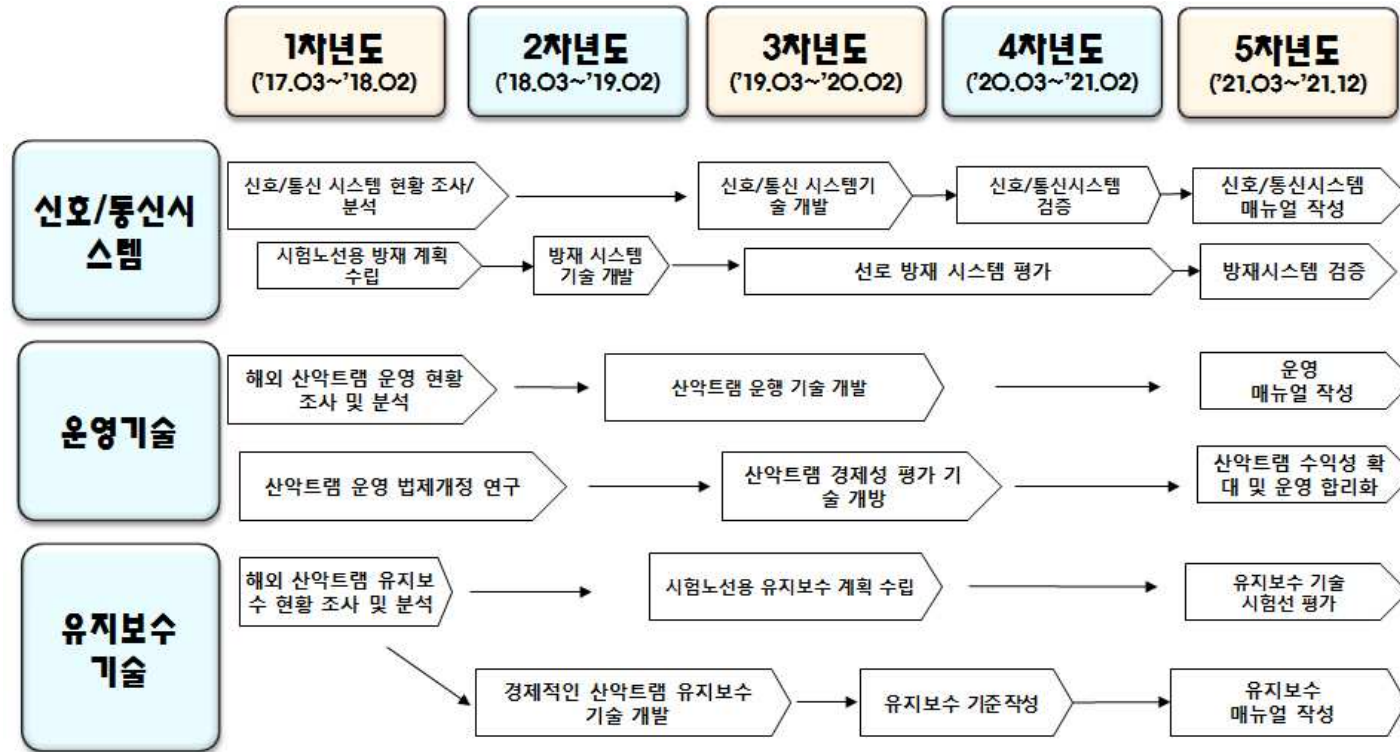 1차년도
('17.03~'18.02)
2차년도
('18.03~'19.02)
3차년도
('19.03~'20.02)
4차년도
('20.03~'21.02)
5차년도
('21.03~'21.12)
신호/통신시
스템
신호/통신 시스템 현황 조사/
분석
신호/통신 시스템기
술 개발
신호/통신시스템
검증
신호/통신시스템
매뉴얼 작성
시험노선용 방재 계획
수립
방재 시스템
기술 개발
선로 방재 시스템 평가
방재시스템 검증
운영기술
해외 산악트램 운영 현황
조사 및 분석
산악트램 운행 기술 개발
운영
매뉴얼 작성
산악트램 운영 법제개정 연구
산악트램 경제성 평가 기
술 개방
산악트램 수익성 확
대 및 운영 합리화
유지보수
기술
해외 산악트램 유지보
수 현황 조사 및 분석
시험노선용 유지보수 계획 수립
유지보수 기술
시험선 평가
경제적인 산악트램 유지보수
기술 개발
유지보수 기준작성
유지보수
매뉴얼 작성